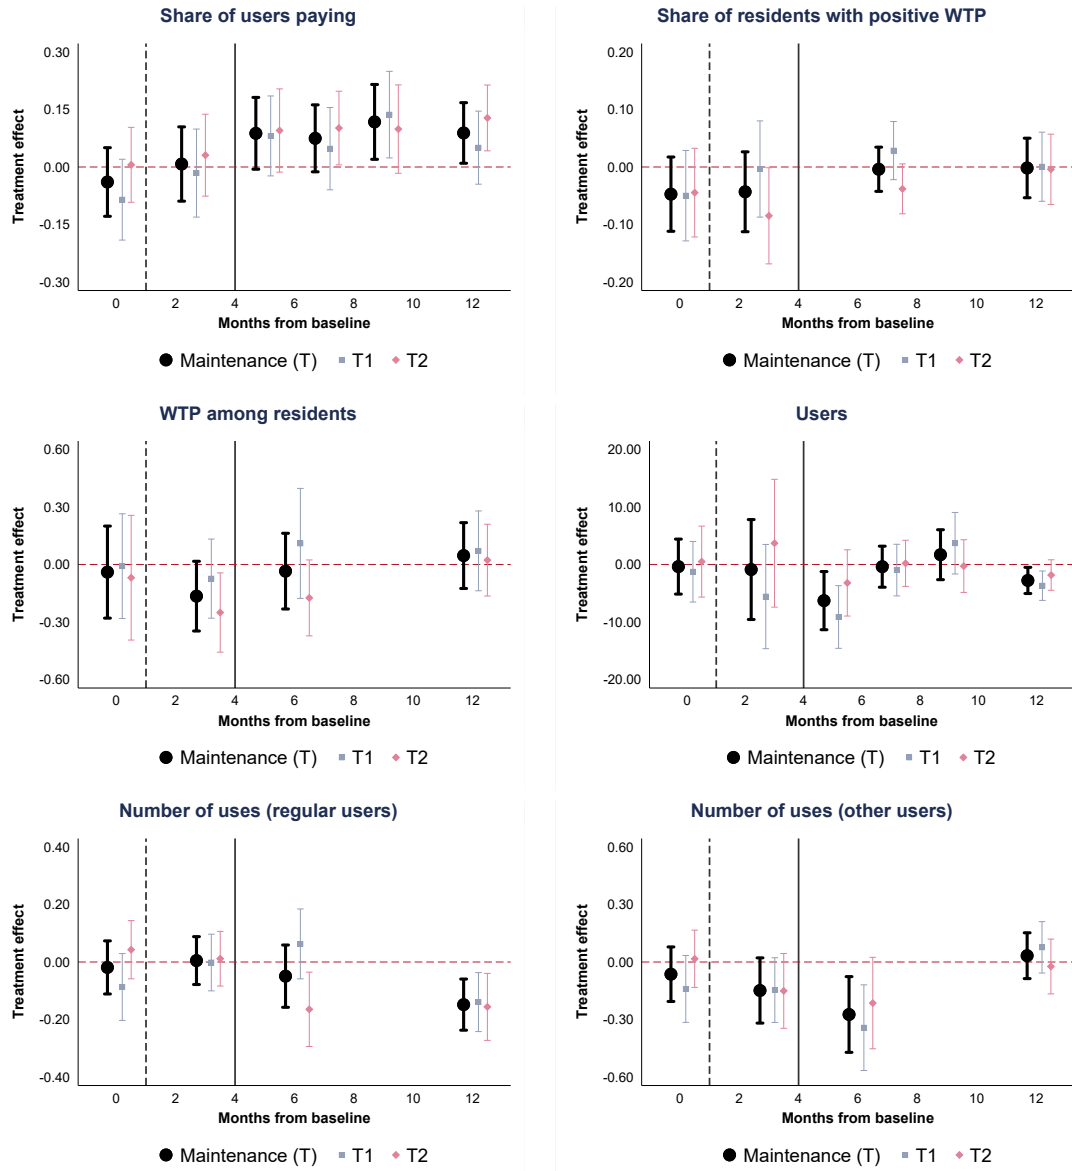 Share of users paying
Treatment effect
0.30
0.15
0.00
-0.15
-0.30
0 2 4 6 8 10 12
Months from baseline
Maintenance (T) T1 T2
Share of residents with positive WTP
Treatment effect
0.20
0.10
0.00
-0.10
-0.20
0 2 4 6 8 10 12
Months from baseline
Maintenance (T) T1 T2
WTP among residents
Treatment effect
0.60
0.30
0.00
-0.30
-0.60
0 2 4 6 8 10 12
Months from baseline
Maintenance (T) T1 T2
Users
Treatment effect
20.00
10.00
0.00
-10.00
-20.00
0 2 4 6 8 10 12
Months from baseline
Maintenance (T) T1 T2
Number of uses (regular users)
Treatment effect
0.40
0.20
0.00
-0.20
-0.40
0 2 4 6 8 10 12
Months from baseline
Maintenance (T) T1 T2
Number of uses (other users)
Treatment effect
0.60
0.30
0.00
-0.30
-0.60
0 2 4 6 8 10 12
Months from baseline
Maintenance (T) T1 T2